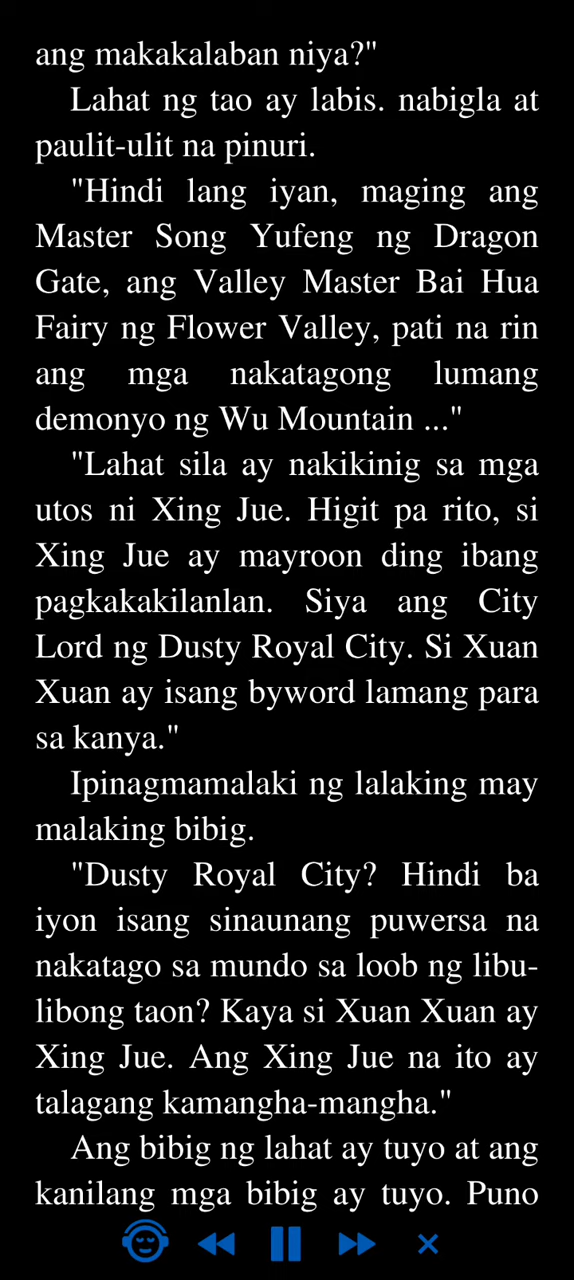 ang makakalaban niya?"
Lahat ng tao ay labis. nabigla at
paulit-ulit na pinuri.
"Hindi lang iyan, maging ang
Master Song Yufeng ng Dragon
Gate, ang Valley Master Bai Hua
Fairy ng Flower Valley, pati na rin
ang mga nakatagong lumang
demonyo ng Wu Mountain ..."
"Lahat sila ay nakikinig sa mga
utos ni Xing Jue. Higit pa rito, si
Xing Jue ay mayroon ding ibang
pagkakakilanlan. Siya ang City
Lord ng Dusty Royal City. Si Xuan
Xuan ay isang byword lamang para
sa kanya."
Ipinagmamalaki ng lalaking may
malaking bibig.
"Dusty Royal City? Hindi ba
iyon isang sinaunang puwersa na
nakatago sa mundo sa loob ng libu-
libong taon? Kaya si Xuan Xuan ay
Xing Jue. Ang Xing Jue na ito ay
talagang kamangha-mangha."
Ang bibig ng lahat ay tuyo at ang
kanilang mga bibig ay tuyo. Puno